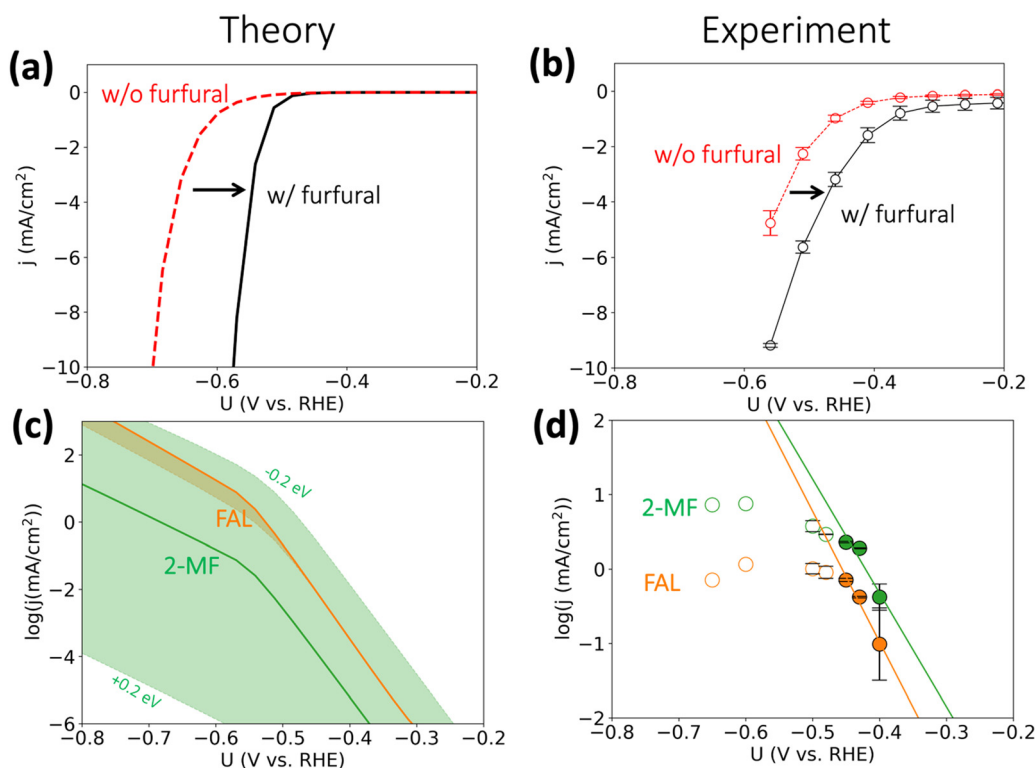 Theory
Experiment
(a)
w/o furfural
w/ furfural
0
−2
−4
−6
−8
−10
j (mA/cm²)
−0.8
−0.6
−0.4
−0.2
U (V vs. RHE)
(b)
w/o furfural
w/ furfural
0
−2
−4
−6
−8
−10
j (mA/cm²)
−0.8
−0.6
−0.4
−0.2
U (V vs. RHE)
(c)
-0.2 eV
FAL
2-MF
+0.2 eV
2
0
−2
−4
−6
log(j(mA/cm²))
−0.8
−0.7
−0.6
−0.5
−0.4
−0.3
−0.2
U (V vs. RHE)
(d)
2-MF
FAL
2
1
0
−1
−2
log(j (mA/cm²)
−0.8
−0.7
−0.6
−0.5
−0.4
−0.3
−0.2
U (V vs. RHE)